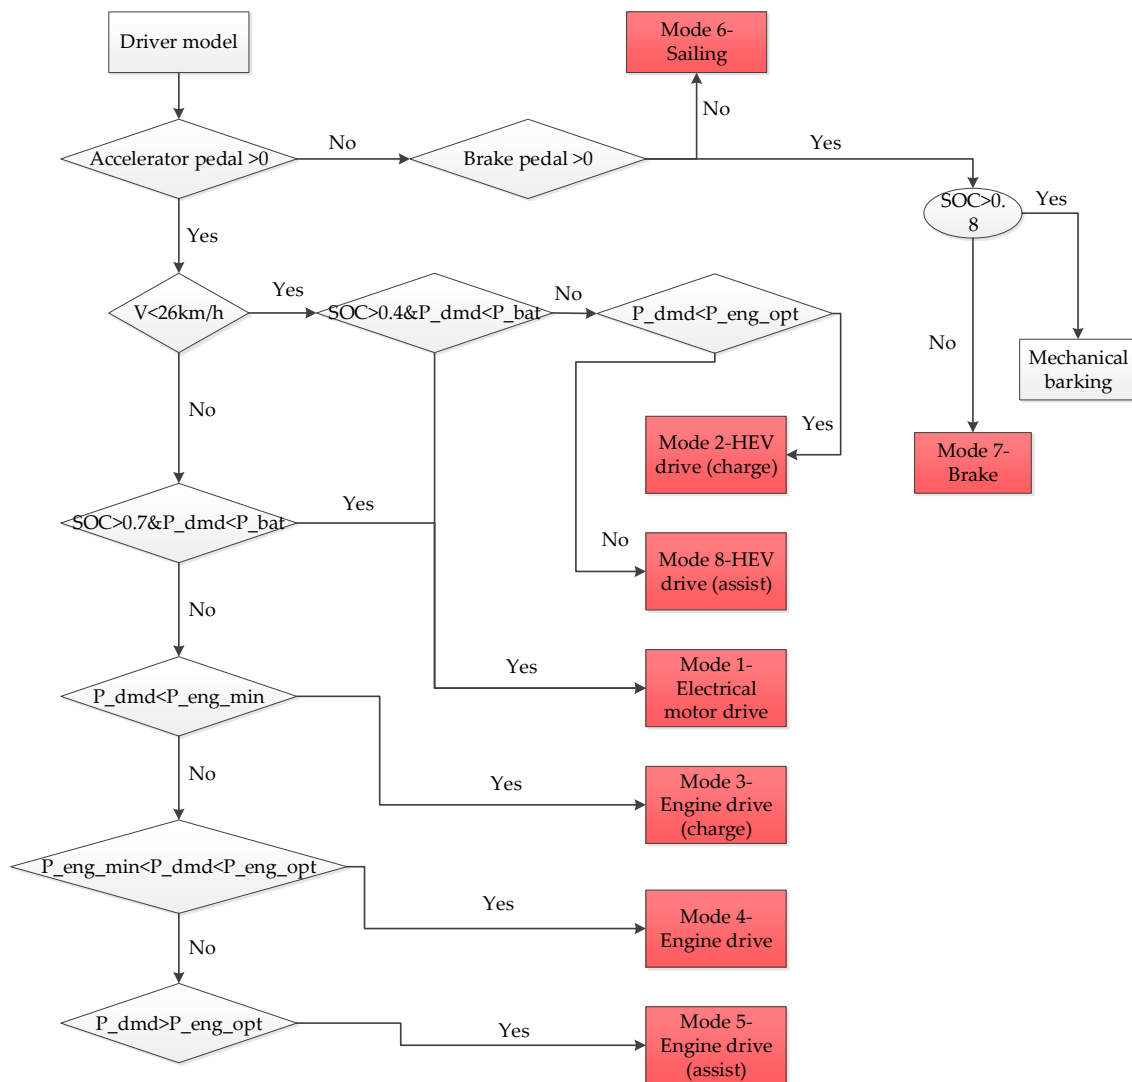 Driver model
Mode 6-
Sailing
No
Accelerator pedal >0
No
Brake pedal >0
Yes
SOC>0.
8
Yes
Yes
V<26km/h
Yes
SOC>0.4&P_dmd<P_bat
No
P_dmd<P_eng_opt
No
Mechanical
barking
No
Yes
Mode 2-HEV
drive (charge)
Mode 7-
Brake
SOC>0.7&P_dmd<P_bat
Yes
No
Mode 8-HEV
drive (assist)
No
Yes
Mode 1-
Electrical
motor drive
P_dmd<P_eng_min
No
Yes
Mode 3-
Engine drive
(charge)
P_eng_min<P_dmd<P_eng_opt
Yes
Mode 4-
Engine drive
No
P_dmd>P_eng_opt
Yes
Mode 5-
Engine drive
(assist)